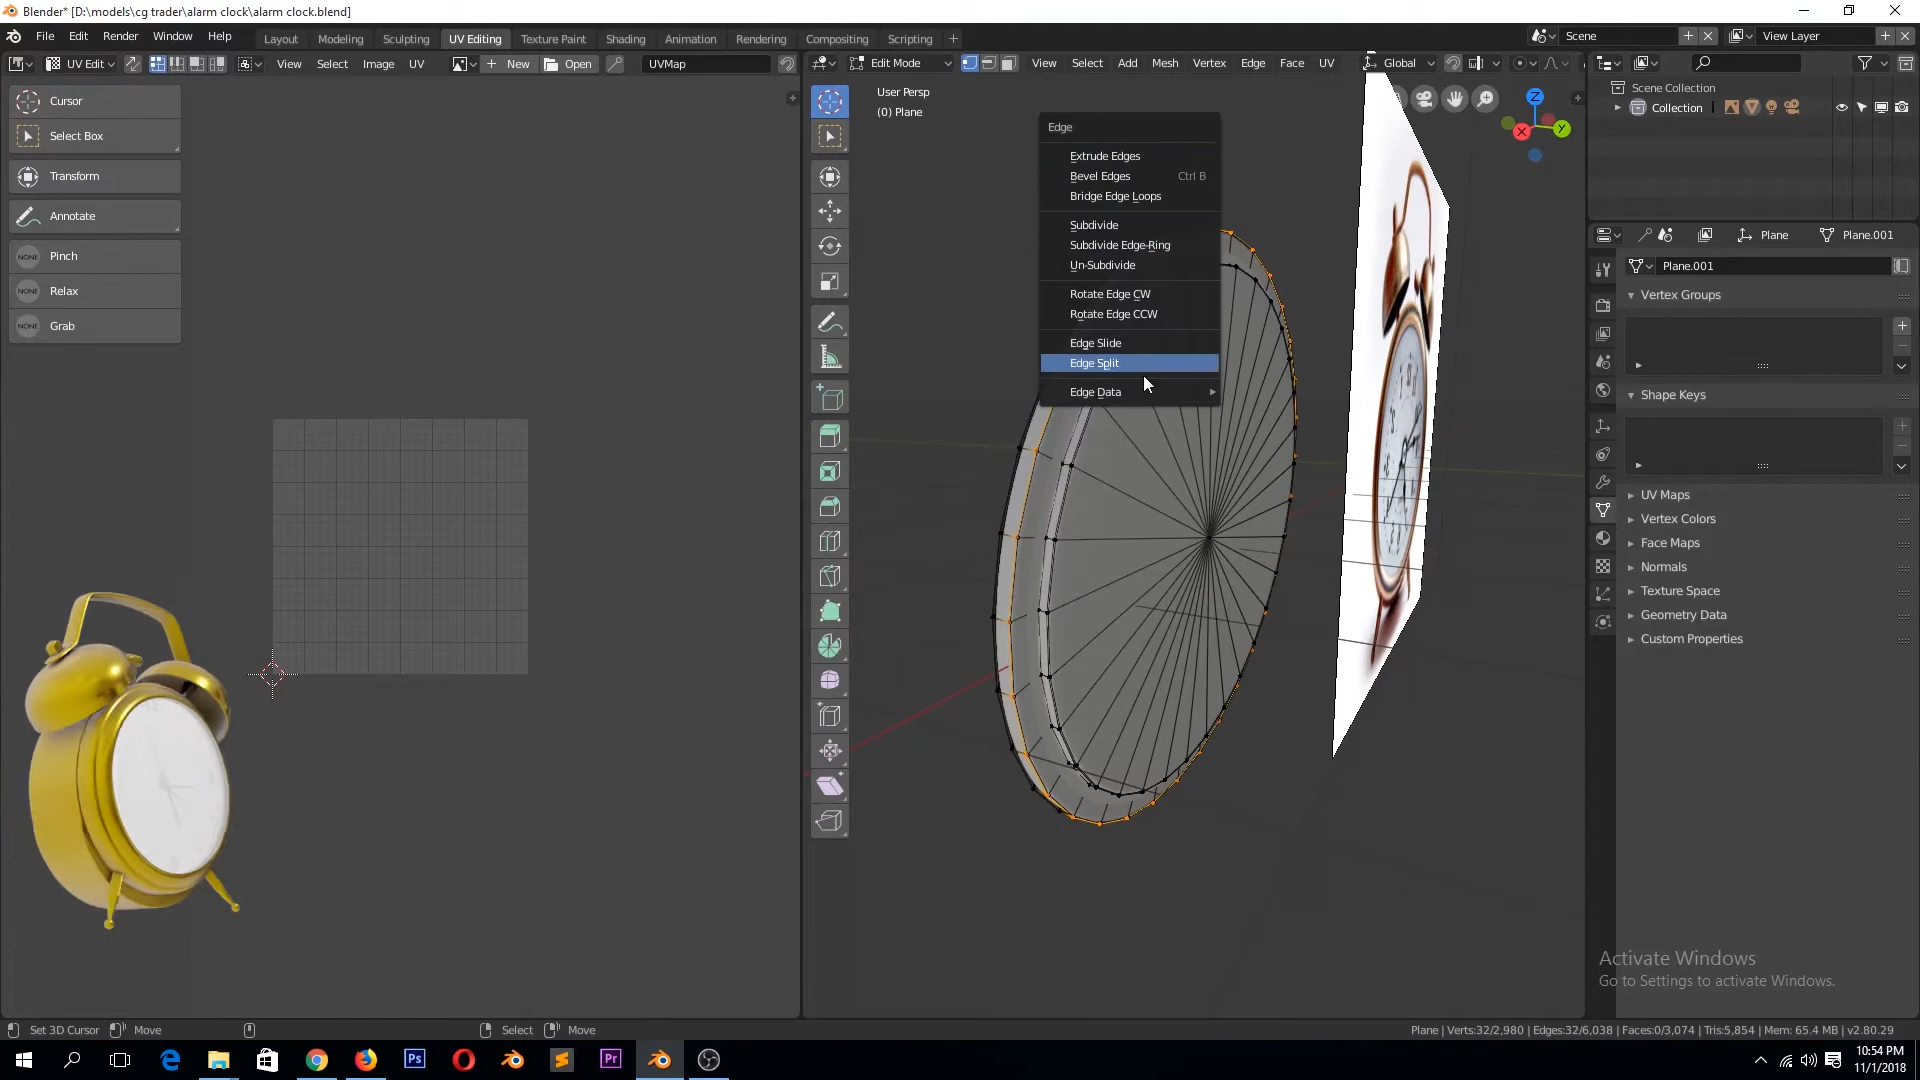 Blender* [D:\models\cg trader\alarm clock\alarm clock.blend]
File Edit Render Window Help Layout Modeling Sculpting UV Editing Texture Paint Shading Animation Rendering Compositing Scripting Scene View Layer
UV Edit View Select Image UV New Open UVMap Edit Mode View Select Add Mesh Vertex Edge Face UV Global
Cursor
Select Box
Transform
Annotate
NONE Pinch
NONE Relax
NONE Grab
User Persp
(0) Plane
Edge
Extrude Edges
Bevel Edges Ctrl B
Bridge Edge Loops
Subdivide
Subdivide Edge-Ring
Un-Subdivide
Rotate Edge CW
Rotate Edge CCW
Edge Slide
Edge Split
Edge Data
Z
X
Y
Scene Collection
Collection
Plane Plane.001
Plane.001
Vertex Groups
Shape Keys
UV Maps
Vertex Colors
Face Maps
Normals
Texture Space
Geometry Data
Custom Properties
Activate Windows
Go to Settings to activate Windows.
Set 3D Cursor Move Select Move Plane | Verts:32/2,980 | Edges:32/6,038 | Faces:0/3,074 | Tris:5,854 | Mem: 65.4 MB | v2.80.29
Ps Pr
10:54 PM
11/1/2018